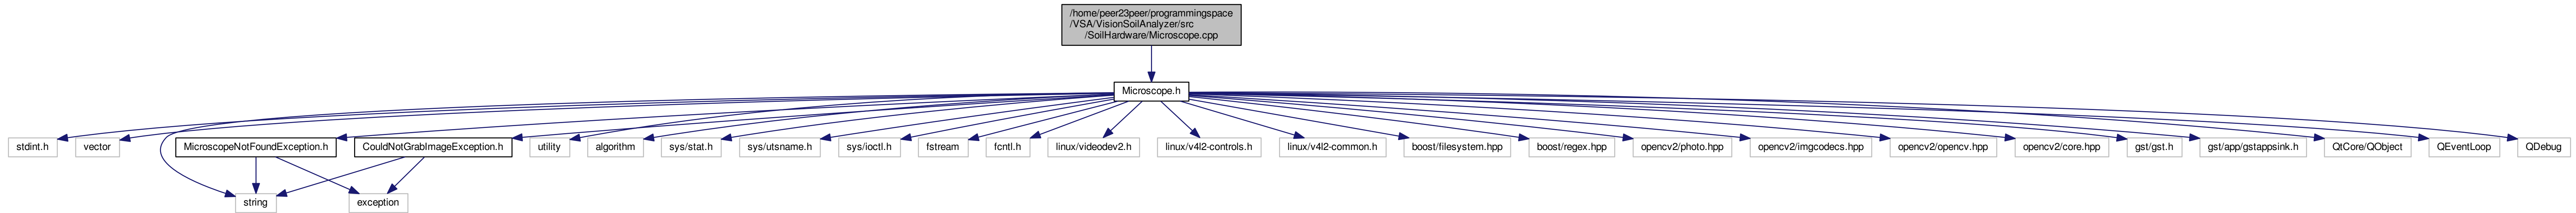 /home/peer23peer/programmingspace
/VSA/VisionSoilAnalyzer/src
/SoilHardware/Microscope.cpp
Microscope.h
stdint.h
vector
MicroscopeNotFoundException.h
CouldNotGrabImageException.h
utility
algorithm
sys/stat.h
sys/utsname.h
sys/ioctl.h
fstream
fcntl.h
linux/videodev2.h
linux/v4l2-controls.h
linux/v4l2-common.h
boost/filesystem.hpp
boost/regex.hpp
opencv2/photo.hpp
opencv2/imgcodecs.hpp
opencv2/opencv.hpp
opencv2/core.hpp
gst/gst.h
gst/app/gstappsink.h
QtCore/QObject
QEventLoop
QDebug
string
exception